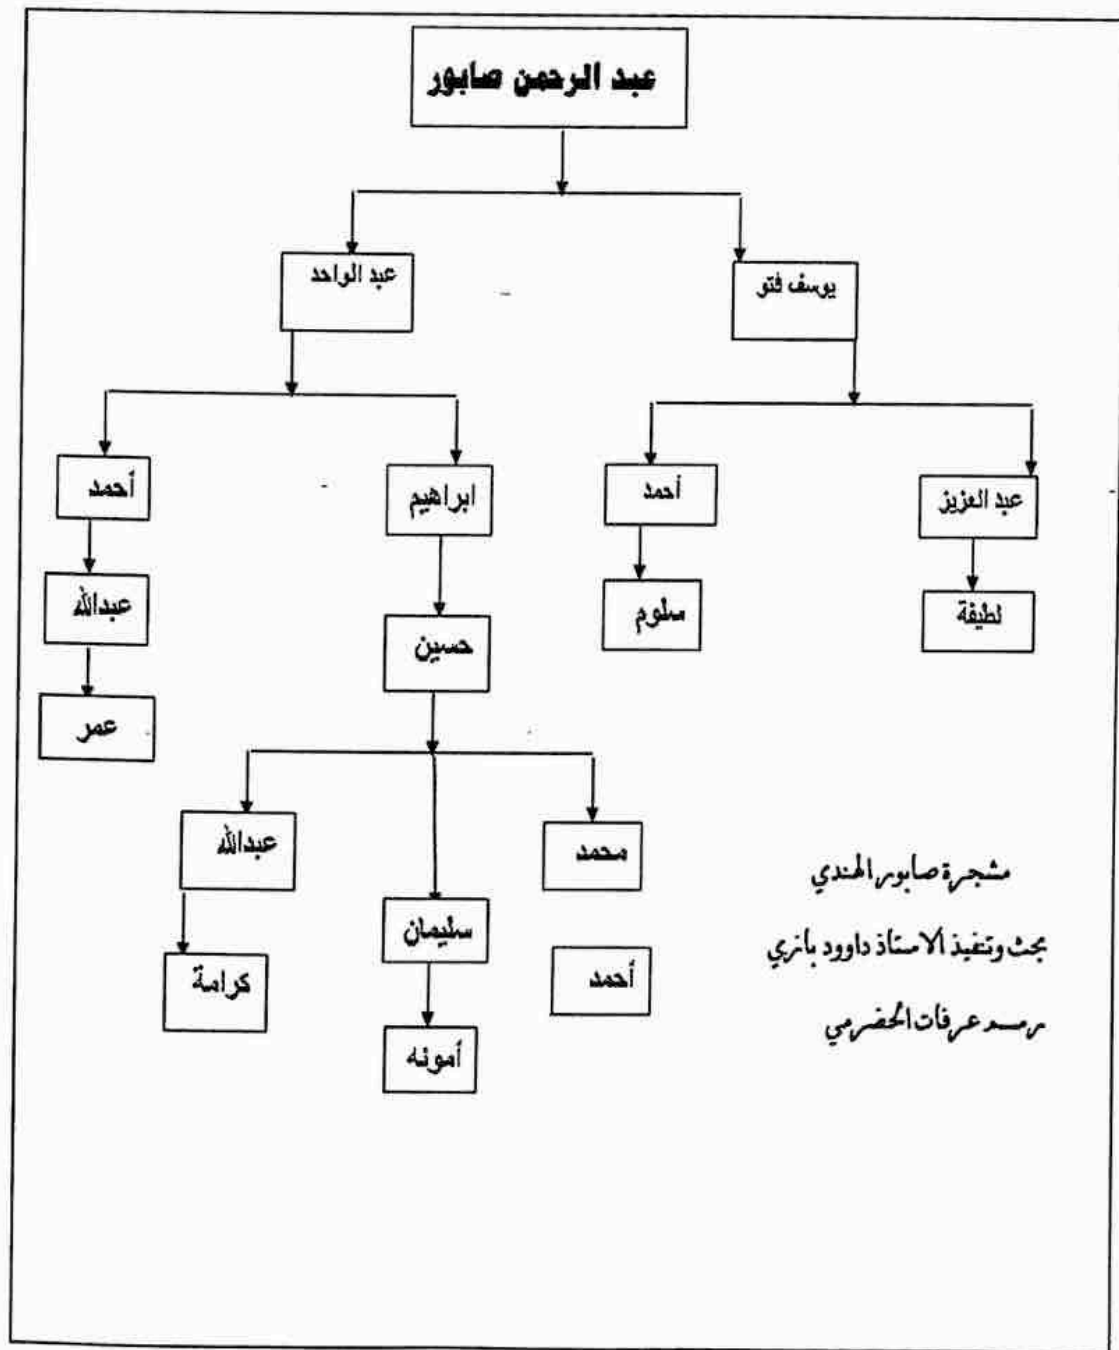 عبد الرحمن صابور
يوسف فتو
عبد الواحد
عبد العزيز
أحمد
ابراهيم
أحمد
لطيفة
سلوم
حسين
عبدالله
عمر
محمد
سليمان
عبدالله
أحمد
أمونه
كرامة
مشجرة صابور الهندي
بحث وتنفيذ الاستاذ داوود بازري
رسم عرفات الحضرمي